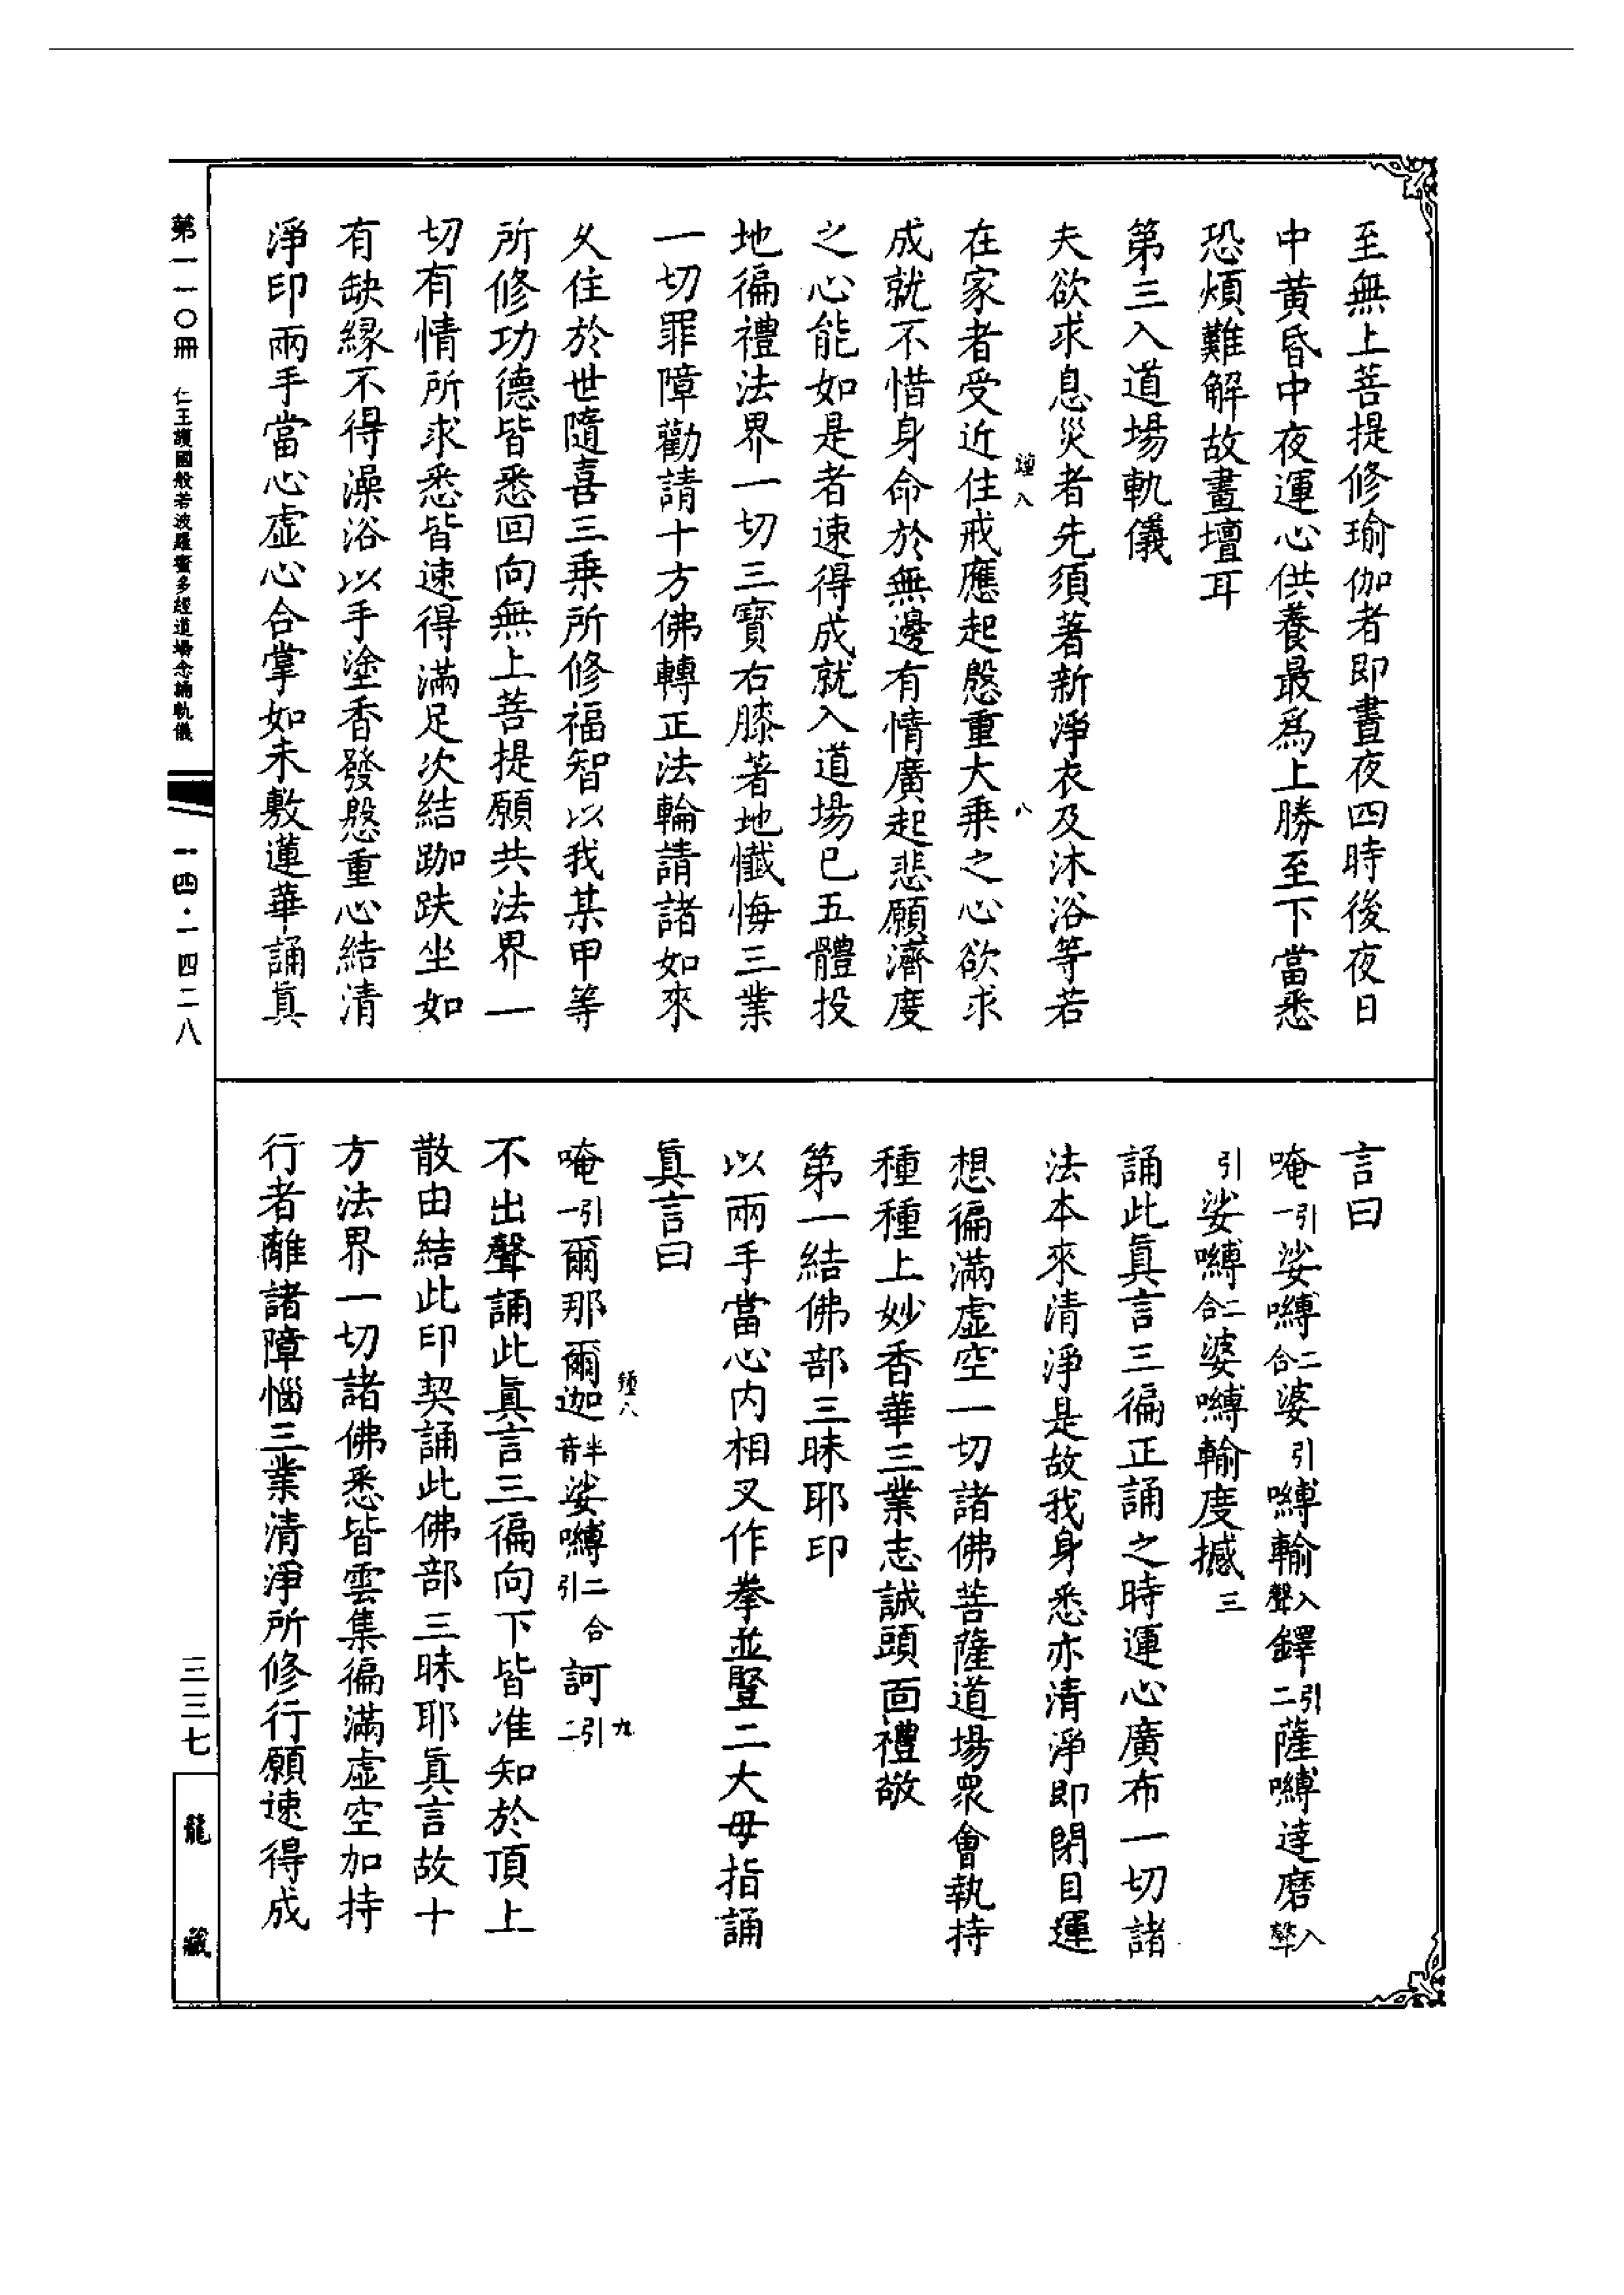 至無上菩提修瑜伽者即晝夜四時後夜日
中黃昏中夜運心供養最爲上勝至下當悉
恐煩難解故畫壇耳
第三入道場軌儀
夫欲求息災者先須著新淨衣及沐浴等若
在家者受近住戒應起慇重大乘之心欲求
成就不惜身命於無邊有情廣起悲願濟度
之心能如是者速得成就入道場已五體投
地徧禮法界一切三寶右膝著地懺悔三業
一切罪障勸請十方佛轉正法輪請諸如來
久住於世隨喜三乘所修福智以我某甲等
所修功德皆悉回向無上菩提願共法界一
切有情所求悉皆速得滿足次結跏趺坐如
有缺緣不得澡浴以手塗香發慇重心結清
淨印兩手當心虛心合掌如未敷蓮華誦眞
言曰
唵引一娑嚩二合婆引嚩輸入聲鐸引二薩嚩達磨入聲
引娑嚩二合婆嚩輸度撼三
誦此眞言三徧正誦之時運心廣布一切諸
法本來清淨是故我身悉亦清淨即閉目運
想徧滿虛空一切諸佛菩薩道場衆會執持
種種上妙香華三業志誠頭面禮敬
第一結佛部三昧耶印
以兩手當心內相叉作拳並豎二大母指誦
眞言曰
唵引一爾那爾迦半音娑嚩二合引訶引二
不出聲誦此眞言三徧向下皆准知於頂上
散由結此印契誦此佛部三昧耶眞言故十
方法界一切諸佛悉皆雲集徧滿虛空加持
行者離諸障惱三業清淨所修行願速得成
第一一〇冊 仁王護國般若波羅蜜多經道場念誦軌儀
一四·一四二八
三三七
龍藏